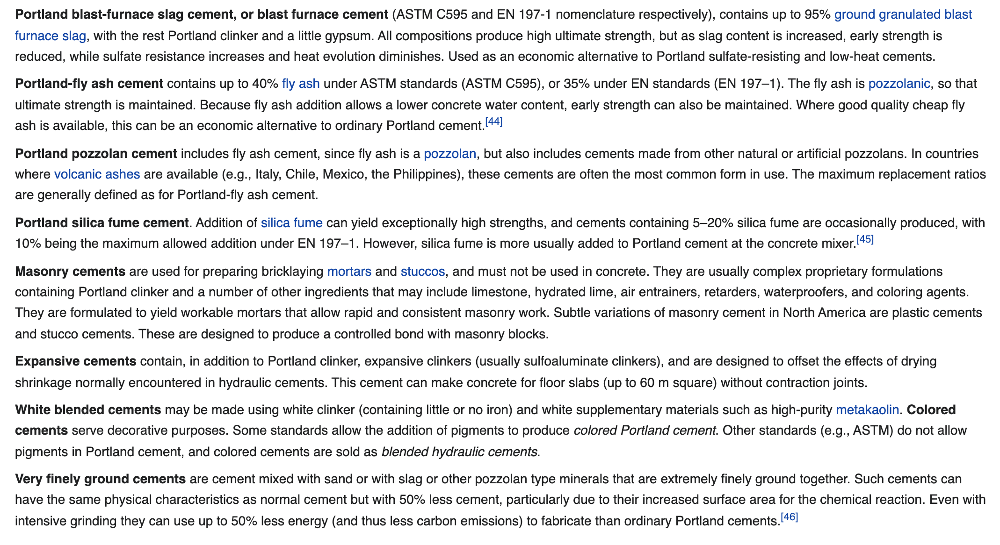 Portland blast-furnace slag cement, or blast furnace cement (ASTM C595 and EN 197-1 nomenclature respectively), contains up to 95% ground granulated blast
furnace slag, with the rest Portland clinker and a little gypsum. All compositions produce high ultimate strength, but as slag content is increased, early strength is
reduced, while sulfate resistance increases and heat evolution diminishes. Used as an economic alternative to Portland sulfate-resisting and low-heat cements.
Portland-fly ash cement contains up to 40% fly ash under ASTM standards (ASTM C595), or 35% under EN standards (EN 197–1). The fly ash is pozzolanic, so that
ultimate strength is maintained. Because fly ash addition allows a lower concrete water content, early strength can also be maintained. Where good quality cheap fly
ash is available, this can be an economic alternative to ordinary Portland cement.[44]
Portland pozzolan cement includes fly ash cement, since fly ash is a pozzolan, but also includes cements made from other natural or artificial pozzolans. In countries
where volcanic ashes are available (e.g., Italy, Chile, Mexico, the Philippines), these cements are often the most common form in use. The maximum replacement ratios
are generally defined as for Portland-fly ash cement.
Portland silica fume cement. Addition of silica fume can yield exceptionally high strengths, and cements containing 5–20% silica fume are occasionally produced, with
10% being the maximum allowed addition under EN 197–1. However, silica fume is more usually added to Portland cement at the concrete mixer.[45]
Masonry cements are used for preparing bricklaying mortars and stuccos, and must not be used in concrete. They are usually complex proprietary formulations
containing Portland clinker and a number of other ingredients that may include limestone, hydrated lime, air entrainers, retarders, waterproofers, and coloring agents.
They are formulated to yield workable mortars that allow rapid and consistent masonry work. Subtle variations of masonry cement in North America are plastic cements
and stucco cements. These are designed to produce a controlled bond with masonry blocks.
Expansive cements contain, in addition to Portland clinker, expansive clinkers (usually sulfoaluminate clinkers), and are designed to offset the effects of drying
shrinkage normally encountered in hydraulic cements. This cement can make concrete for floor slabs (up to 60 m square) without contraction joints.
White blended cements may be made using white clinker (containing little or no iron) and white supplementary materials such as high-purity metakaolin. Colored
cements serve decorative purposes. Some standards allow the addition of pigments to produce colored Portland cement. Other standards (e.g., ASTM) do not allow
pigments in Portland cement, and colored cements are sold as blended hydraulic cements.
Very finely ground cements are cement mixed with sand or with slag or other pozzolan type minerals that are extremely finely ground together. Such cements can
have the same physical characteristics as normal cement but with 50% less cement, particularly due to their increased surface area for the chemical reaction. Even with
intensive grinding they can use up to 50% less energy (and thus less carbon emissions) to fabricate than ordinary Portland cements.[46]